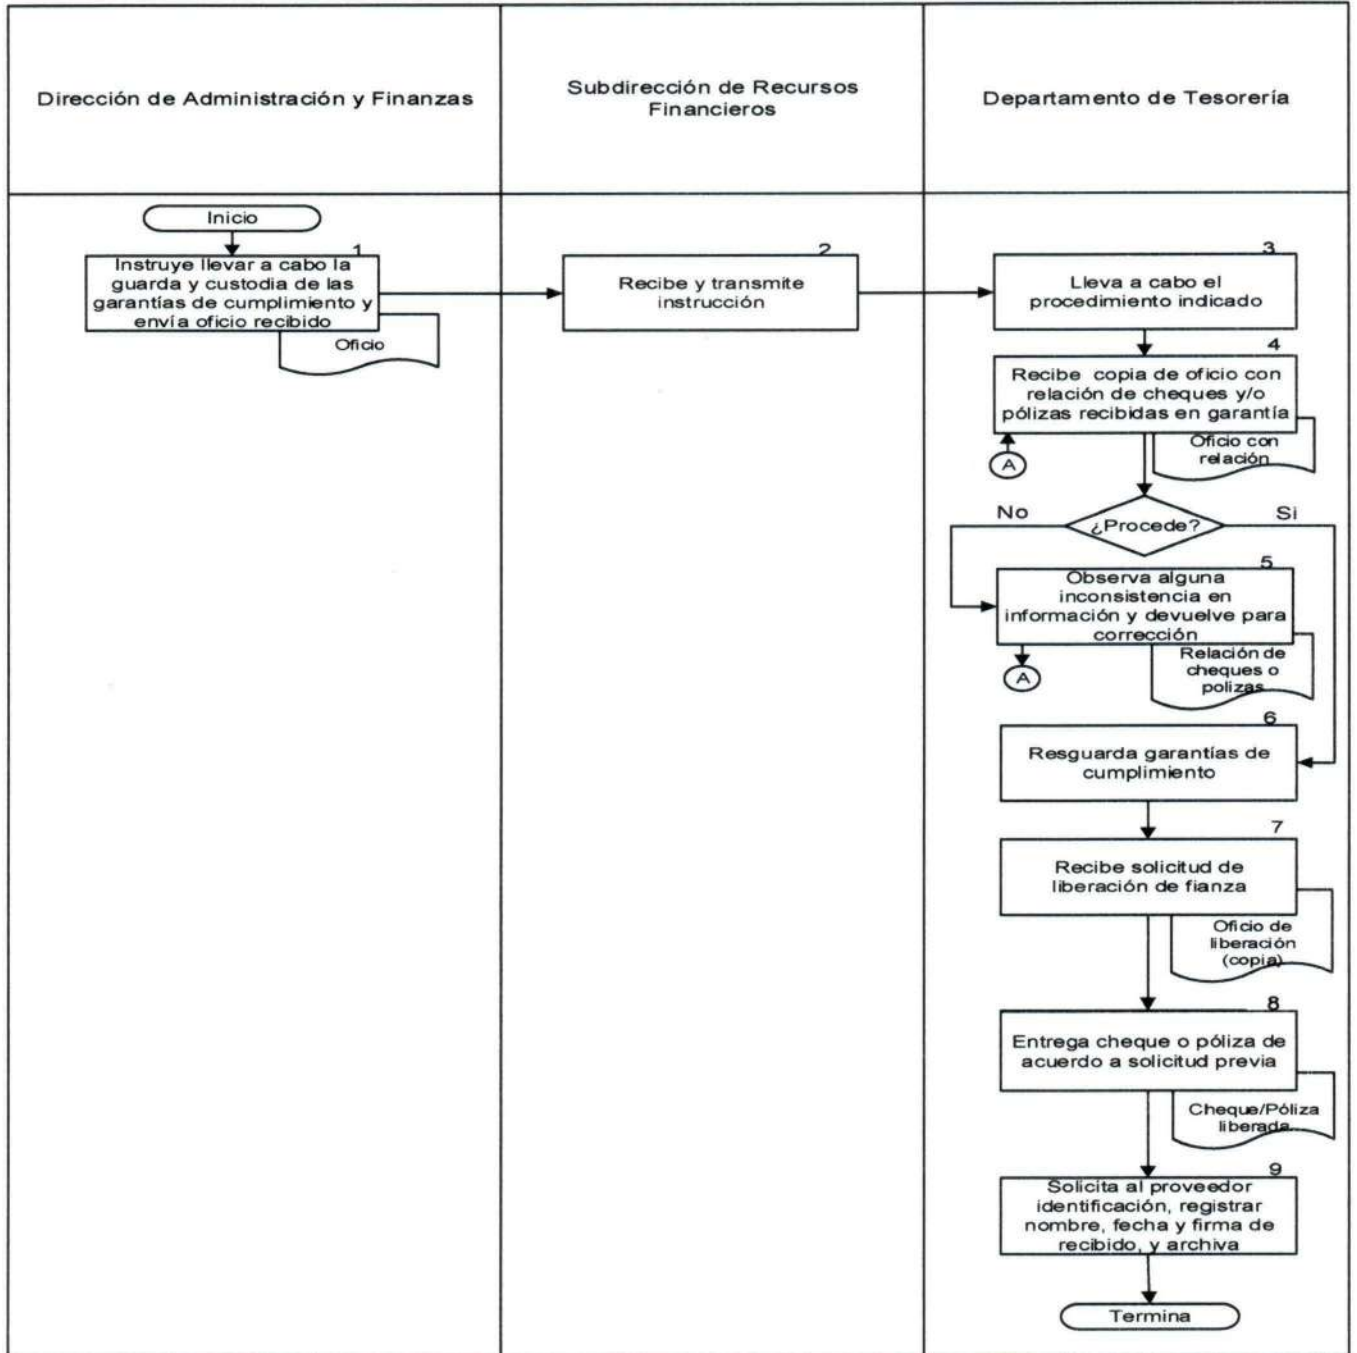 Dirección de Administración y Finanzas
Subdirección de Recursos
Financieros
Departamento de Tesorería
Inicio
1
Instruye llevar a cabo la
guarda y custodia de las
garantías de cumplimiento y
envía oficio recibido
Oficio
2
Recibe y transmite
instrucción
3
Lleva a cabo el
procedimiento indicado
4
Recibe copia de oficio con
relación de cheques y/o
pólizas recibidas en garantía
Oficio con
relación
A
¿Procede?
No
Si
5
Observa alguna
inconsistencia en
información y devuelve para
corrección
Relación de
cheques o
polizas
A
6
Resguarda garantías de
cumplimiento
7
Recibe solicitud de
liberación de fianza
Oficio de
liberación
(copia)
8
Entrega cheque o póliza de
acuerdo a solicitud previa
Cheque/Póliza
liberada
9
Solicita al proveedor
identificación, registrar
nombre, fecha y firma de
recibido, y archiva
Termina